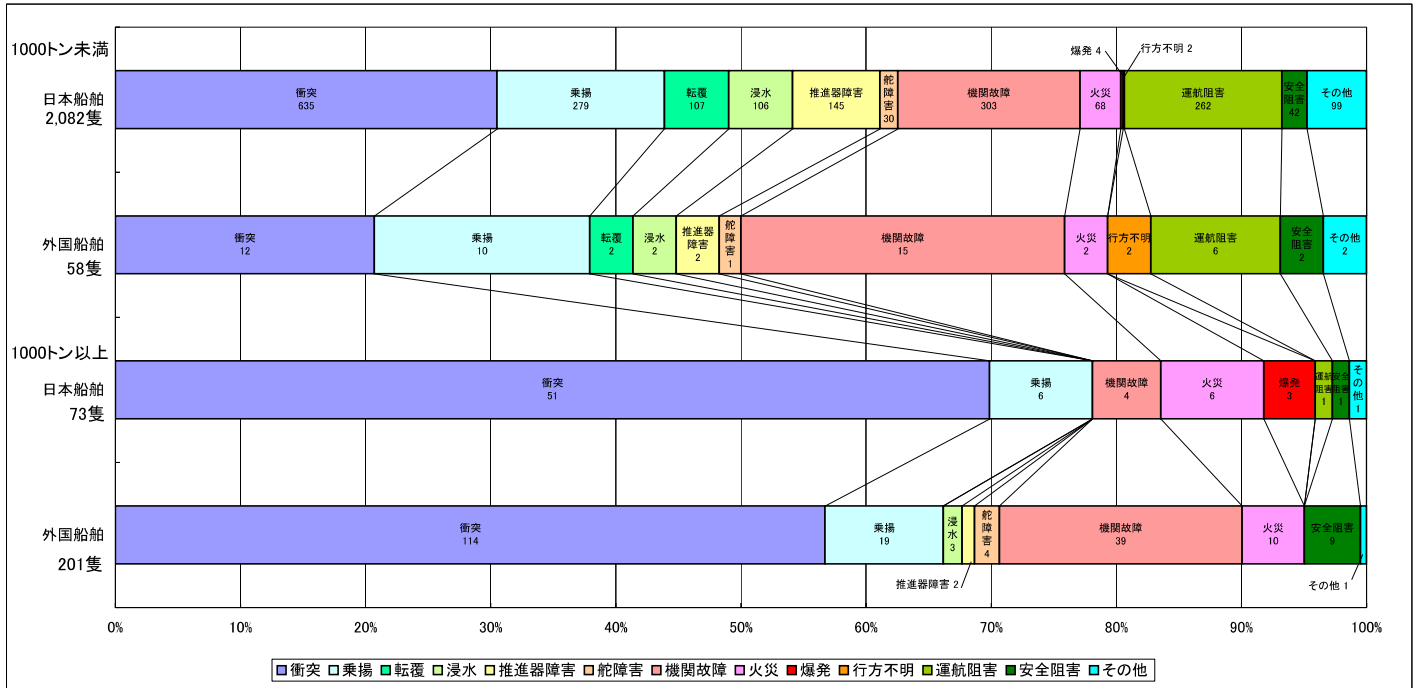 1000トン未満
爆発 4
行方不明 2
日本船舶
2,082隻
衝突
635
乗揚
279
転覆
107
浸水
106
推進器障害
145
舵障害
30
機関故障
303
火災
68
運航阻害
262
安全
阻害
42
その他
99
外国船舶
58隻
衝突
12
乗揚
10
転覆
2
浸水
2
推進器
障害
2
舵障害
1
機関故障
15
火災
2
行方不明
2
運航阻害
6
安全
阻害
2
その他
2
1000トン以上
日本船舶
73隻
衝突
51
乗揚
6
機関故障
4
火災
6
爆発
3
運航
阻害
1
安全
阻害
1
その他
1
外国船舶
201隻
衝突
114
乗揚
19
浸水
3
推進器障害 2
舵障害
4
機関故障
39
火災
10
安全阻害
9
その他 1
0% 10% 20% 30% 40% 50% 60% 70% 80% 90% 100%
衝突 乗揚 転覆 浸水 推進器障害 舵障害 機関故障 火災 爆発 行方不明 運航阻害 安全阻害 その他